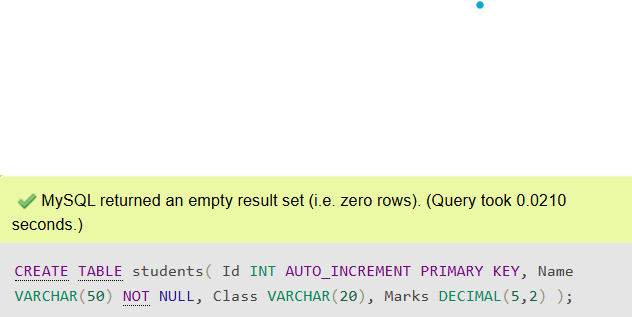 MySQL returned an empty result set (i.e. zero rows). (Query took 0.0210
seconds.)
CREATE TABLE students( Id INT AUTO_INCREMENT PRIMARY KEY, Name
VARCHAR(50) NOT NULL, Class VARCHAR(20), Marks DECIMAL(5,2) );